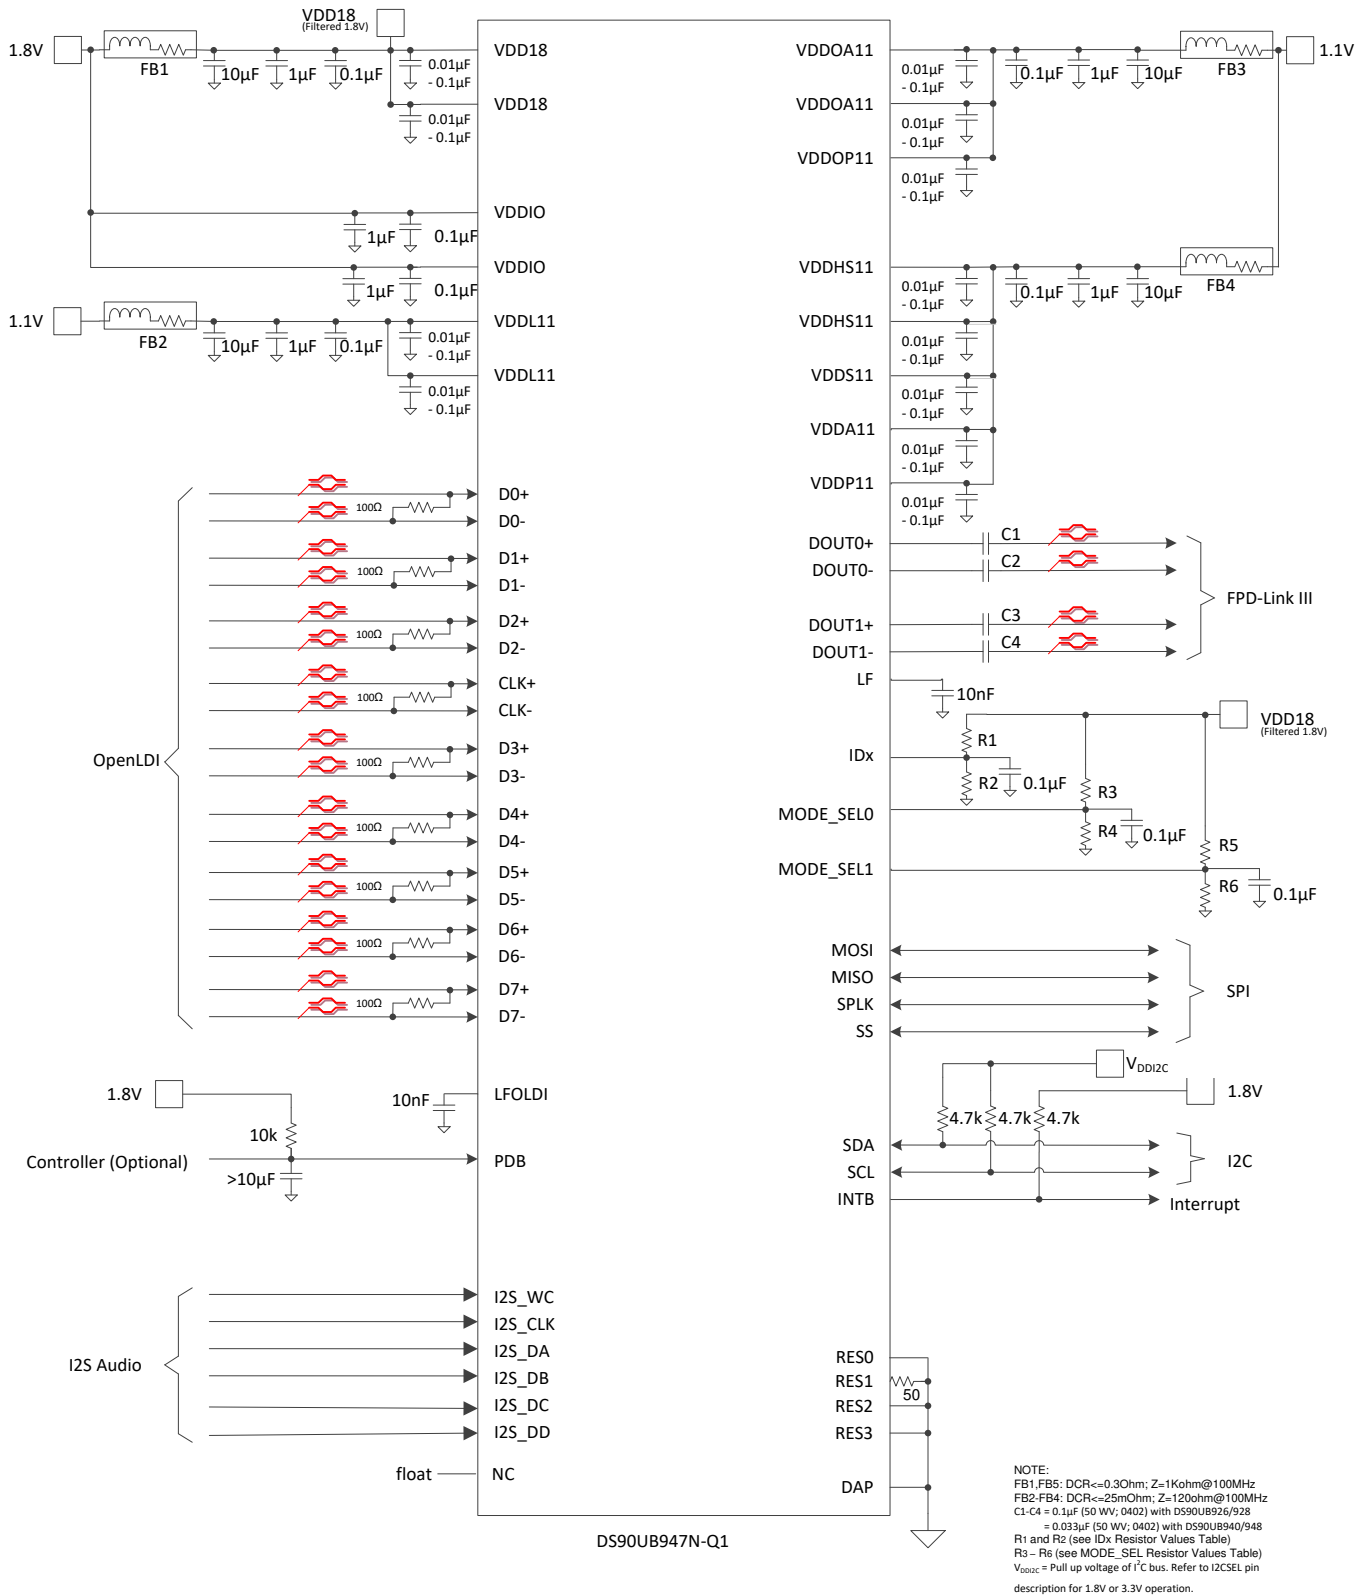 VDD18
(Filtered 1.8V)
1.8V
FB1
10µF
1µF
0.1µF
0.01µF
- 0.1µF
VDD18
0.01µF
- 0.1µF
VDD18
1µF
0.1µF
VDDIO
1µF
0.1µF
VDDIO
1.1V
FB2
10µF
1µF
0.1µF
0.01µF
- 0.1µF
VDDL11
0.01µF
- 0.1µF
VDDL11
OpenLDI
100Ω
D0+
D0-
100Ω
D1+
D1-
100Ω
D2+
D2-
100Ω
CLK+
CLK-
100Ω
D3+
D3-
100Ω
D4+
D4-
100Ω
D5+
D5-
100Ω
D6+
D6-
100Ω
D7+
D7-
1.8V
10nF
LFOLDI
10k
Controller (Optional)
>10µF
PDB
I2S Audio
I2S_WC
I2S_CLK
I2S_DA
I2S_DB
I2S_DC
I2S_DD
float
NC
VDDOA11
0.01µF
- 0.1µF
0.1µF
1µF
10µF
FB3
1.1V
VDDOA11
0.01µF
- 0.1µF
VDDOP11
0.01µF
- 0.1µF
VDDHS11
0.01µF
- 0.1µF
0.1µF
1µF
10µF
FB4
VDDHS11
0.01µF
- 0.1µF
VDDS11
0.01µF
- 0.1µF
VDDA11
0.01µF
- 0.1µF
VDDP11
0.01µF
- 0.1µF
DOUT0+
C1
DOUT0-
C2
DOUT1+
C3
DOUT1-
C4
FPD-Link III
LF
10nF
VDD18
(Filtered 1.8V)
IDx
R1
R2
0.1µF
MODE_SEL0
R3
R4
0.1µF
MODE_SEL1
R5
R6
0.1µF
MOSI
MISO
SPLK
SS
SPI
VDDI2C
1.8V
4.7k
4.7k
4.7k
SDA
SCL
I2C
INTB
Interrupt
RES0
RES1
50
RES2
RES3
DAP
DS90UB947N-Q1
NOTE:
FB1,FB5: DCR<=0.3Ohm; Z=1Kohm@100MHz
FB2-FB4: DCR<=25mOhm; Z=120ohm@100MHz
C1-C4 = 0.1µF (50 WV; 0402) with DS90UB926/928
= 0.033µF (50 WV; 0402) with DS90UB940/948
R1 and R2 (see IDx Resistor Values Table)
R3 – R6 (see MODE_SEL Resistor Values Table)
VDDI2C = Pull up voltage of I²C bus. Refer to I2CSEL pin
description for 1.8V or 3.3V operation.